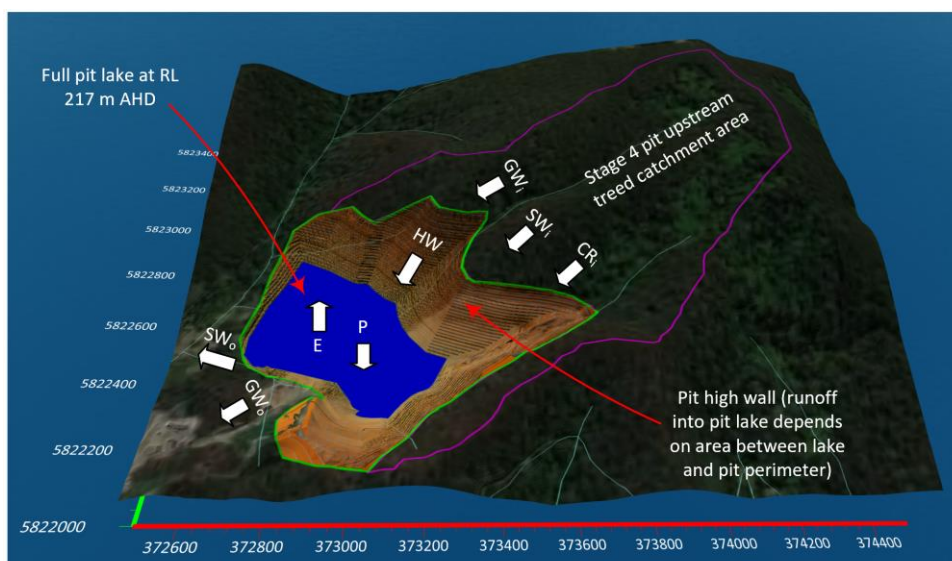 Full pit lake at RL
217 m AHD
Stage 4 pit upstream
treed catchment area
GWi
SWi
CRi
HW
P
E
SWo
GWo
Pit high wall (runoff
into pit lake depends
on area between lake
and pit perimeter)
5823400
5823200
5823000
5822800
5822600
5822400
5822200
5822000
372600
372800
373000
373200
373400
373600
373800
374000
374200
374400